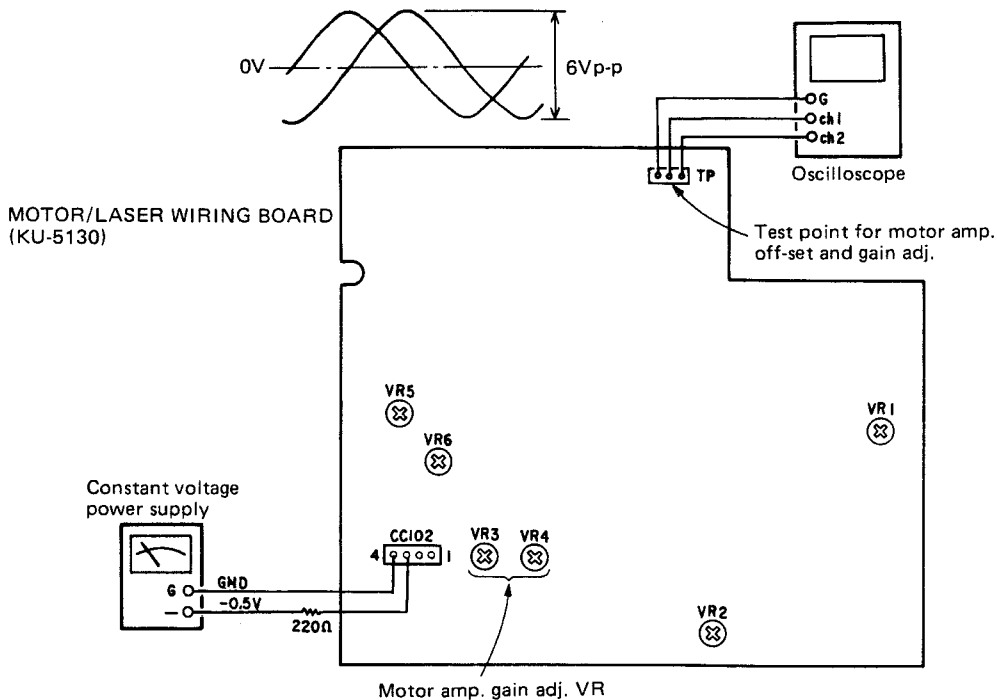 0V
6Vp-p
G
ch1
ch2
Oscilloscope
TP
MOTOR/LASER WIRING BOARD
(KU-5130)
Test point for motor amp.
off-set and gain adj.
VR5
VR1
VR6
Constant voltage
power supply
CC102
VR3
VR4
4
1
G
GND
—
-0.5V
220Ω
VR2
Motor amp. gain adj. VR